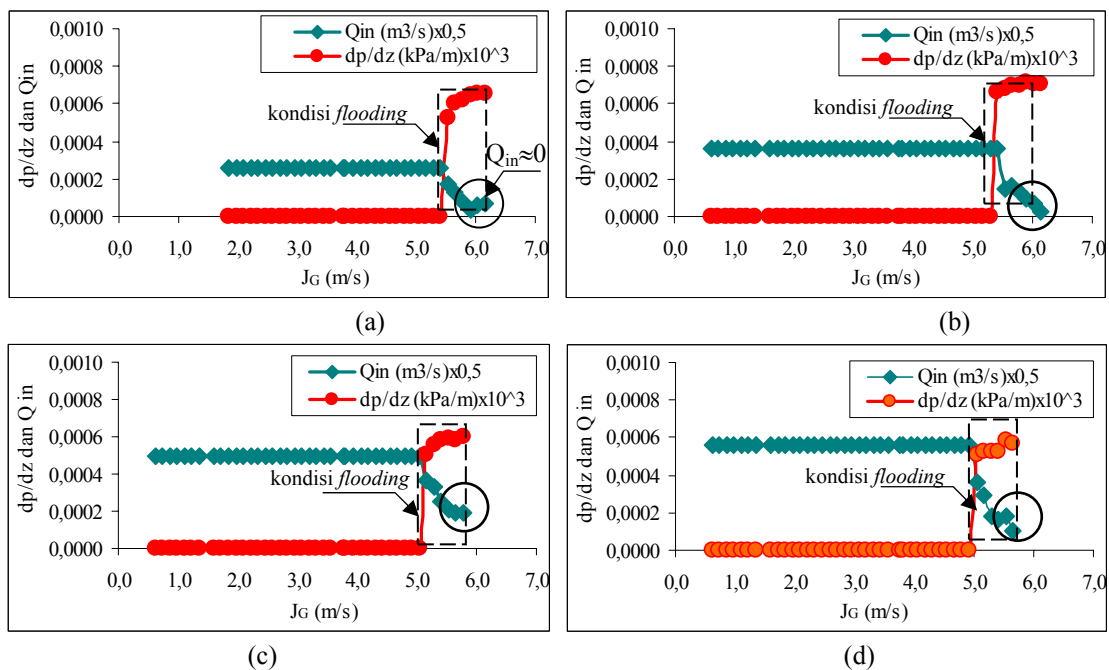 (a)
0,0010
0,0008
0,0006
0,0004
0,0002
0,0000
dp/dz dan Qin
Qin (m3/s)x0,5
dp/dz (kPa/m)x10^3
kondisi flooding
Qin≈0
0,0 1,0 2,0 3,0 4,0 5,0 6,0 7,0
JG (m/s)
(a)
(b)
0,0010
0,0008
0,0006
0,0004
0,0002
0,0000
dp/dz dan Q in
Qin (m3/s)x0,5
dp/dz (kPa/m)x10^3
kondisi flooding
0,0 1,0 2,0 3,0 4,0 5,0 6,0 7,0
JG (m/s)
(b)
(c)
0,0010
0,0008
0,0006
0,0004
0,0002
0,0000
dp/dz dan Q in
Qin (m3/s)x0,5
dp/dz (kPa/m)x10^3
kondisi flooding
0,0 1,0 2,0 3,0 4,0 5,0 6,0 7,0
JG (m/s)
(c)
(d)
0,0010
0,0008
0,0006
0,0004
0,0002
0,0000
dp/dz dan Q in
Qin (m3/s)x0,5
dp/dz (kPa/m)x10^3
kondisi flooding
0,0 1,0 2,0 3,0 4,0 5,0 6,0 7,0
JG (m/s)
(d)